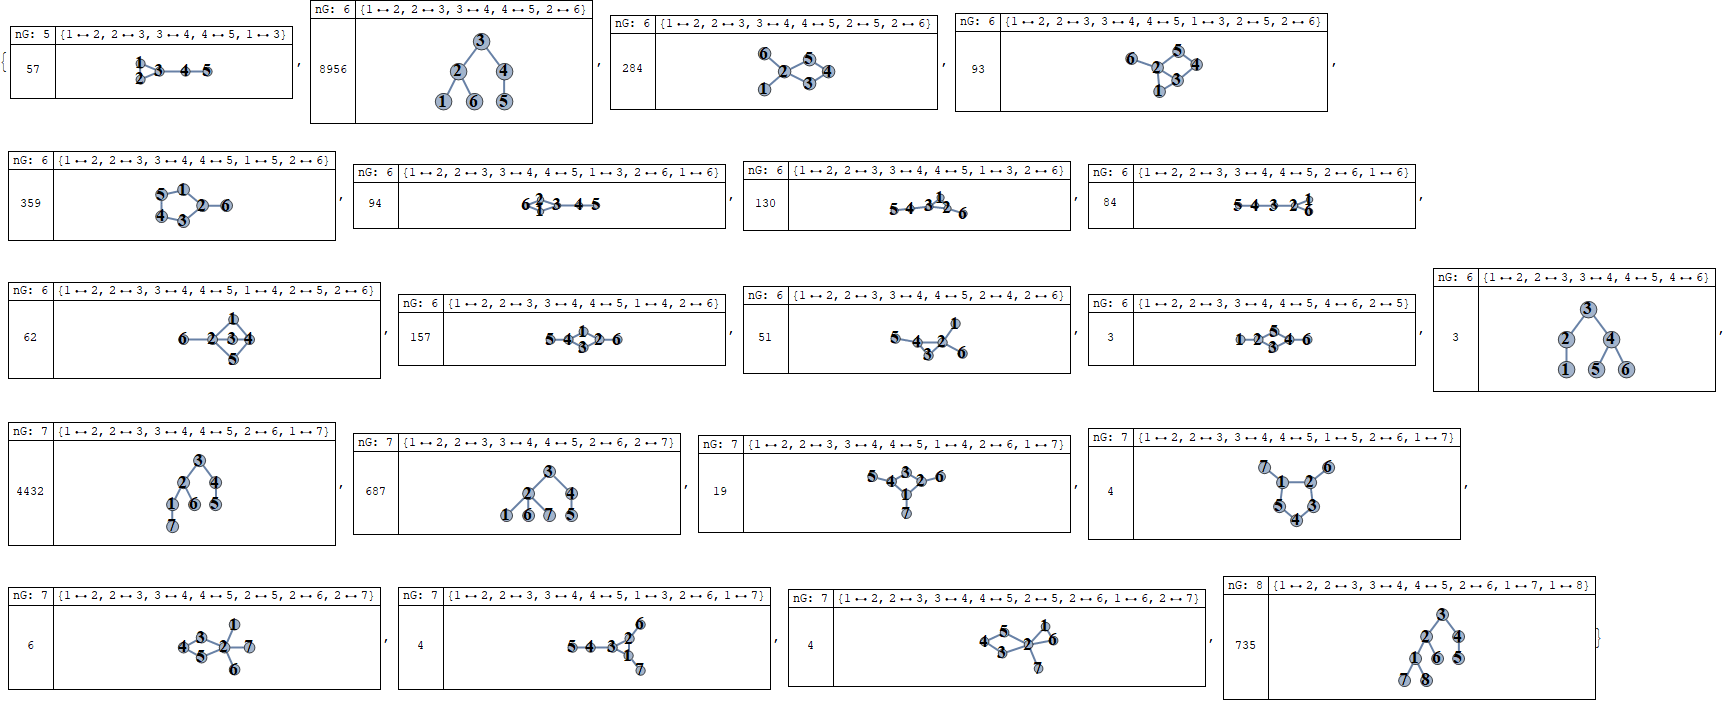 { nG: 5 {1 ↔ 2, 2 ↔ 3, 3 ↔ 4, 4 ↔ 5, 1 ↔ 3}
57 1 2 3 4 5 ,
nG: 6 {1 ↔ 2, 2 ↔ 3, 3 ↔ 4, 4 ↔ 5, 2 ↔ 6}
8956 3 2 4 1 6 5 ,
nG: 6 {1 ↔ 2, 2 ↔ 3, 3 ↔ 4, 4 ↔ 5, 2 ↔ 5, 2 ↔ 6}
284 6 5 2 4 3 1 ,
nG: 6 {1 ↔ 2, 2 ↔ 3, 3 ↔ 4, 4 ↔ 5, 1 ↔ 3, 2 ↔ 5, 2 ↔ 6}
93 6 5 2 4 3 1 ,
nG: 6 {1 ↔ 2, 2 ↔ 3, 3 ↔ 4, 4 ↔ 5, 1 ↔ 5, 2 ↔ 6}
359 5 1 2 6 4 3 ,
nG: 6 {1 ↔ 2, 2 ↔ 3, 3 ↔ 4, 4 ↔ 5, 1 ↔ 3, 2 ↔ 6, 1 ↔ 6}
94 6 2 1 3 4 5 ,
nG: 6 {1 ↔ 2, 2 ↔ 3, 3 ↔ 4, 4 ↔ 5, 1 ↔ 3, 2 ↔ 6}
130 5 4 3 1 2 6 ,
nG: 6 {1 ↔ 2, 2 ↔ 3, 3 ↔ 4, 4 ↔ 5, 2 ↔ 6, 1 ↔ 6}
84 5 4 3 2 1 6 ,
nG: 6 {1 ↔ 2, 2 ↔ 3, 3 ↔ 4, 4 ↔ 5, 1 ↔ 4, 2 ↔ 5, 2 ↔ 6}
62 1 6 2 3 4 5 ,
nG: 6 {1 ↔ 2, 2 ↔ 3, 3 ↔ 4, 4 ↔ 5, 1 ↔ 4, 2 ↔ 6}
157 5 4 1 3 2 6 ,
nG: 6 {1 ↔ 2, 2 ↔ 3, 3 ↔ 4, 4 ↔ 5, 2 ↔ 4, 2 ↔ 6}
51 1 5 4 2 3 6 ,
nG: 6 {1 ↔ 2, 2 ↔ 3, 3 ↔ 4, 4 ↔ 5, 4 ↔ 6, 2 ↔ 5}
3 1 2 5 3 4 6 ,
nG: 6 {1 ↔ 2, 2 ↔ 3, 3 ↔ 4, 4 ↔ 5, 4 ↔ 6}
3 3 2 4 1 5 6 ,
nG: 7 {1 ↔ 2, 2 ↔ 3, 3 ↔ 4, 4 ↔ 5, 2 ↔ 6, 1 ↔ 7}
4432 3 2 4 1 6 5 7 ,
nG: 7 {1 ↔ 2, 2 ↔ 3, 3 ↔ 4, 4 ↔ 5, 2 ↔ 6, 2 ↔ 7}
687 3 2 4 1 6 7 5 ,
nG: 7 {1 ↔ 2, 2 ↔ 3, 3 ↔ 4, 4 ↔ 5, 1 ↔ 4, 2 ↔ 6, 1 ↔ 7}
19 5 4 3 2 6 1 7 ,
nG: 7 {1 ↔ 2, 2 ↔ 3, 3 ↔ 4, 4 ↔ 5, 1 ↔ 5, 2 ↔ 6, 1 ↔ 7}
4 7 6 1 2 5 3 4 ,
nG: 7 {1 ↔ 2, 2 ↔ 3, 3 ↔ 4, 4 ↔ 5, 2 ↔ 5, 2 ↔ 6, 2 ↔ 7}
6 1 3 4 2 7 5 6 ,
nG: 7 {1 ↔ 2, 2 ↔ 3, 3 ↔ 4, 4 ↔ 5, 1 ↔ 3, 2 ↔ 6, 1 ↔ 7}
4 6 2 5 4 3 1 7 ,
nG: 7 {1 ↔ 2, 2 ↔ 3, 3 ↔ 4, 4 ↔ 5, 2 ↔ 5, 2 ↔ 6, 1 ↔ 6, 2 ↔ 7}
4 5 1 4 2 6 3 7 ,
nG: 8 {1 ↔ 2, 2 ↔ 3, 3 ↔ 4, 4 ↔ 5, 2 ↔ 6, 1 ↔ 7, 1 ↔ 8}
735 3 2 4 1 6 5 7 8 }